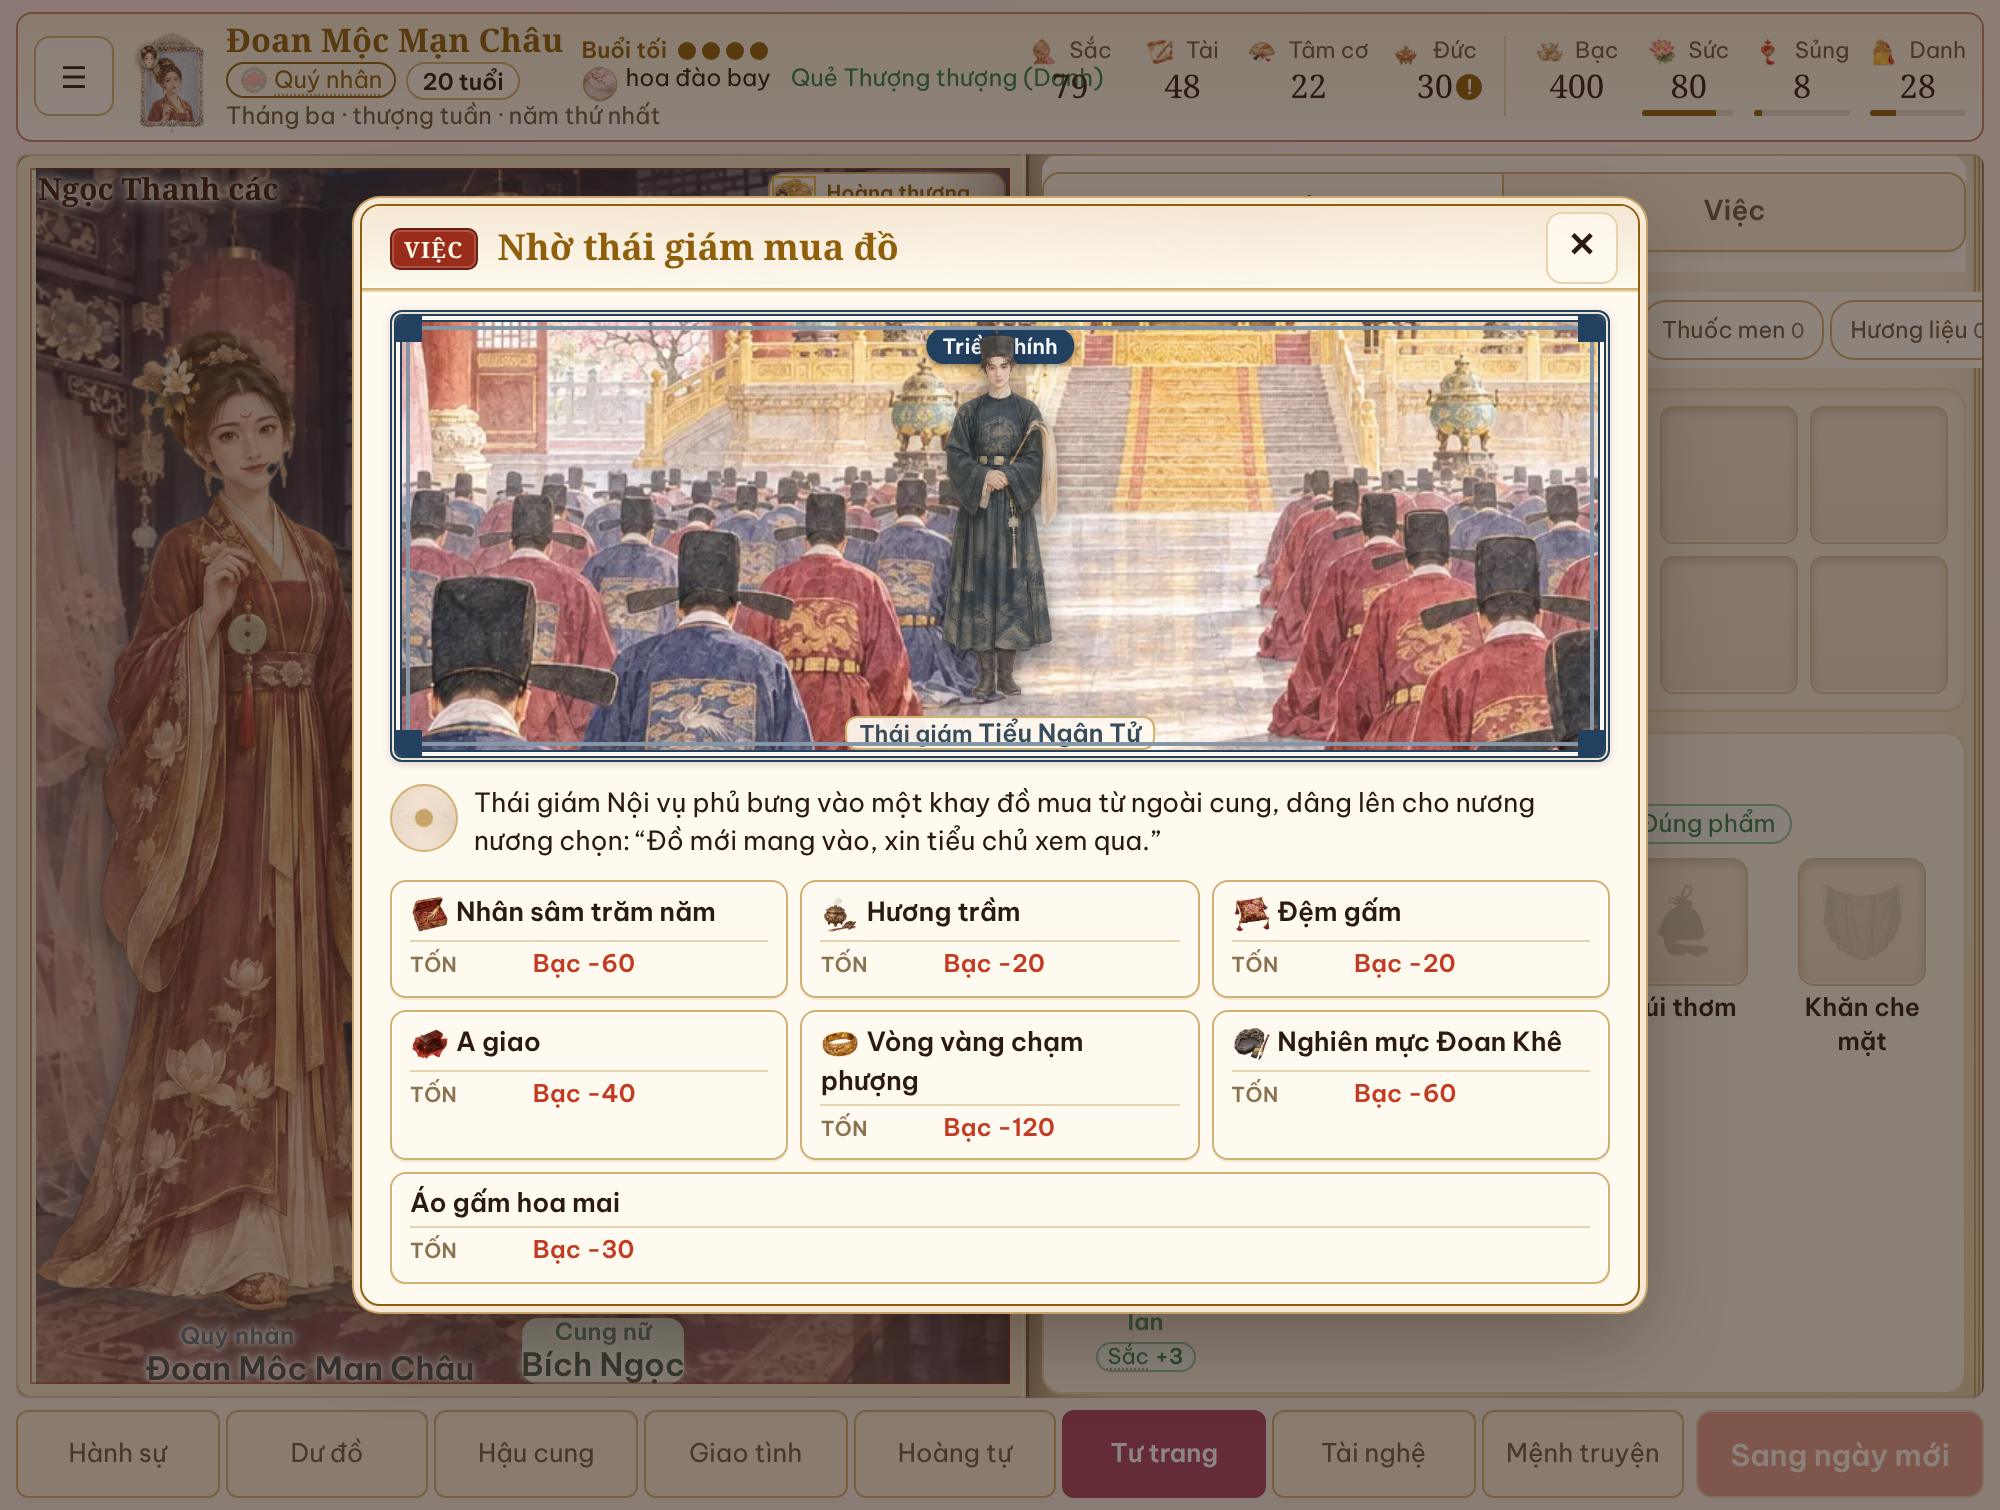 Đoan Mộc Mạn Châu
Quý nhân
20 tuổi
Tháng ba · thượng tuần · năm thứ nhất
Buổi tối
hoa đào bay
Quẻ Thượng thượng (Danh)
Sắc
79
Tài
48
Tâm cơ
22
Đức
30 !
Bạc
400
Sức
80
Sủng
8
Danh
28
Ngọc Thanh các
Hoàng thượng
Việc
Thuốc men 0
Hương liệu 0
VIỆC
Nhờ thái giám mua đồ
Thái giám Tiểu Ngân Tử
Thái giám Nội vụ phủ bưng vào một khay đồ mua từ ngoài cung, dâng lên cho nương
nương chọn: “Đồ mới mang vào, xin tiểu chủ xem qua.”
Nhân sâm trăm năm
TỐN Bạc -60
Hương trầm
TỐN Bạc -20
Đệm gấm
TỐN Bạc -20
A giao
TỐN Bạc -40
Vòng vàng chạm
phượng
TỐN Bạc -120
Nghiên mực Đoan Khê
TỐN Bạc -60
Áo gấm hoa mai
TỐN Bạc -30
Đúng phẩm
thơm
Khăn che
mặt
Sắc +3
Quý nhân
Đoan Mộc Mạn Châu
Cung nữ
Bích Ngọc
Hành sự
Dư đồ
Hậu cung
Giao tình
Hoàng tự
Tư trang
Tài nghệ
Mệnh truyện
Sang ngày mới